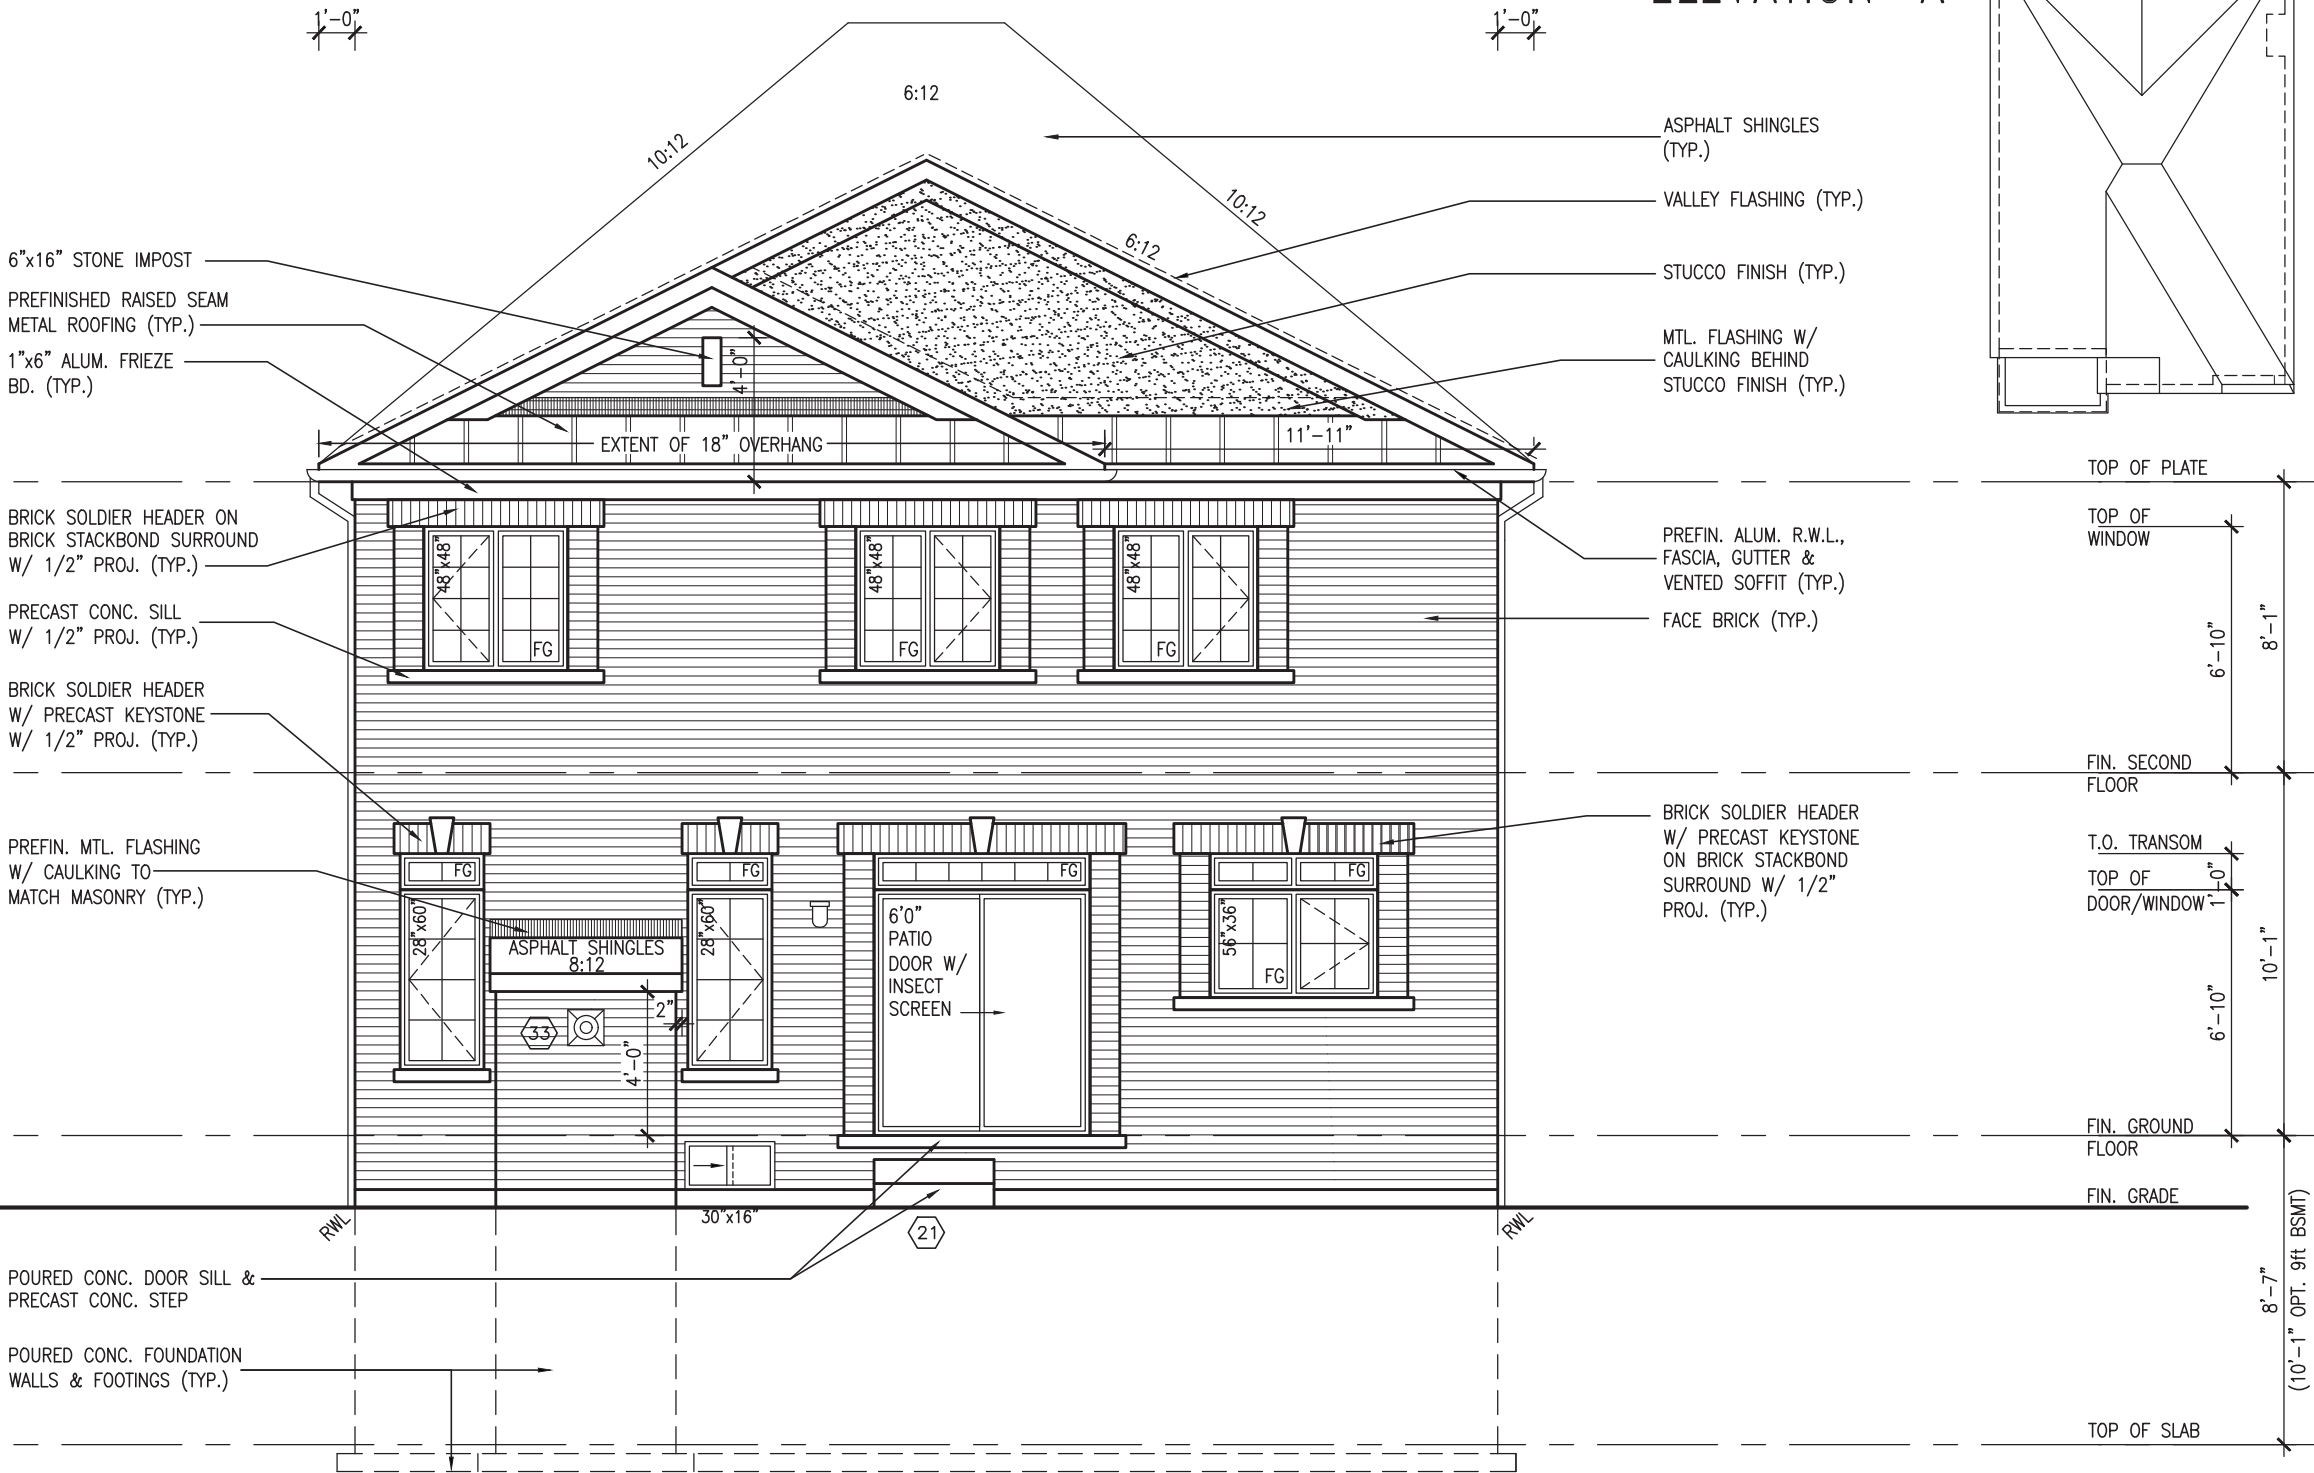 ELEVATION 'A'
1'-0"
1'-0"
6:12
10:12
10:12
6:12
6"x16" STONE IMPOST
PREFINISHED RAISED SEAM
METAL ROOFING (TYP.)
1"x6" ALUM. FRIEZE
BD. (TYP.)
BRICK SOLDIER HEADER ON
BRICK STACKBOND SURROUND
W/ 1/2" PROJ. (TYP.)
PRECAST CONC. SILL
W/ 1/2" PROJ. (TYP.)
BRICK SOLDIER HEADER
W/ PRECAST KEYSTONE
W/ 1/2" PROJ. (TYP.)
PREFIN. MTL. FLASHING
W/ CAULKING TO
MATCH MASONRY (TYP.)
POURED CONC. DOOR SILL &
PRECAST CONC. STEP
POURED CONC. FOUNDATION
WALLS & FOOTINGS (TYP.)
4'-0"
EXTENT OF 18" OVERHANG
11'-11"
48"x48"
FG
48"x48"
FG
48"x48"
FG
FG
28"x60"
FG
28"x60"
FG
FG
56"x36"
FG
ASPHALT SHINGLES
8:12
6'0"
PATIO
DOOR W/
INSECT
SCREEN
33
2"
4'-0"
30"x16"
21
RWL
RWL
ASPHALT SHINGLES
(TYP.)
VALLEY FLASHING (TYP.)
STUCCO FINISH (TYP.)
MTL. FLASHING W/
CAULKING BEHIND
STUCCO FINISH (TYP.)
PREFIN. ALUM. R.W.L.,
FASCIA, GUTTER &
VENTED SOFFIT (TYP.)
FACE BRICK (TYP.)
BRICK SOLDIER HEADER
W/ PRECAST KEYSTONE
ON BRICK STACKBOND
SURROUND W/ 1/2"
PROJ. (TYP.)
TOP OF PLATE
TOP OF
WINDOW
6'-10"
8'-1"
FIN. SECOND
FLOOR
T.O. TRANSOM
TOP OF
DOOR/WINDOW
1'-0"
6'-10"
10'-1"
FIN. GROUND
FLOOR
FIN. GRADE
8'-7"
(10'-1" OPT. 9ft BSMT)
TOP OF SLAB